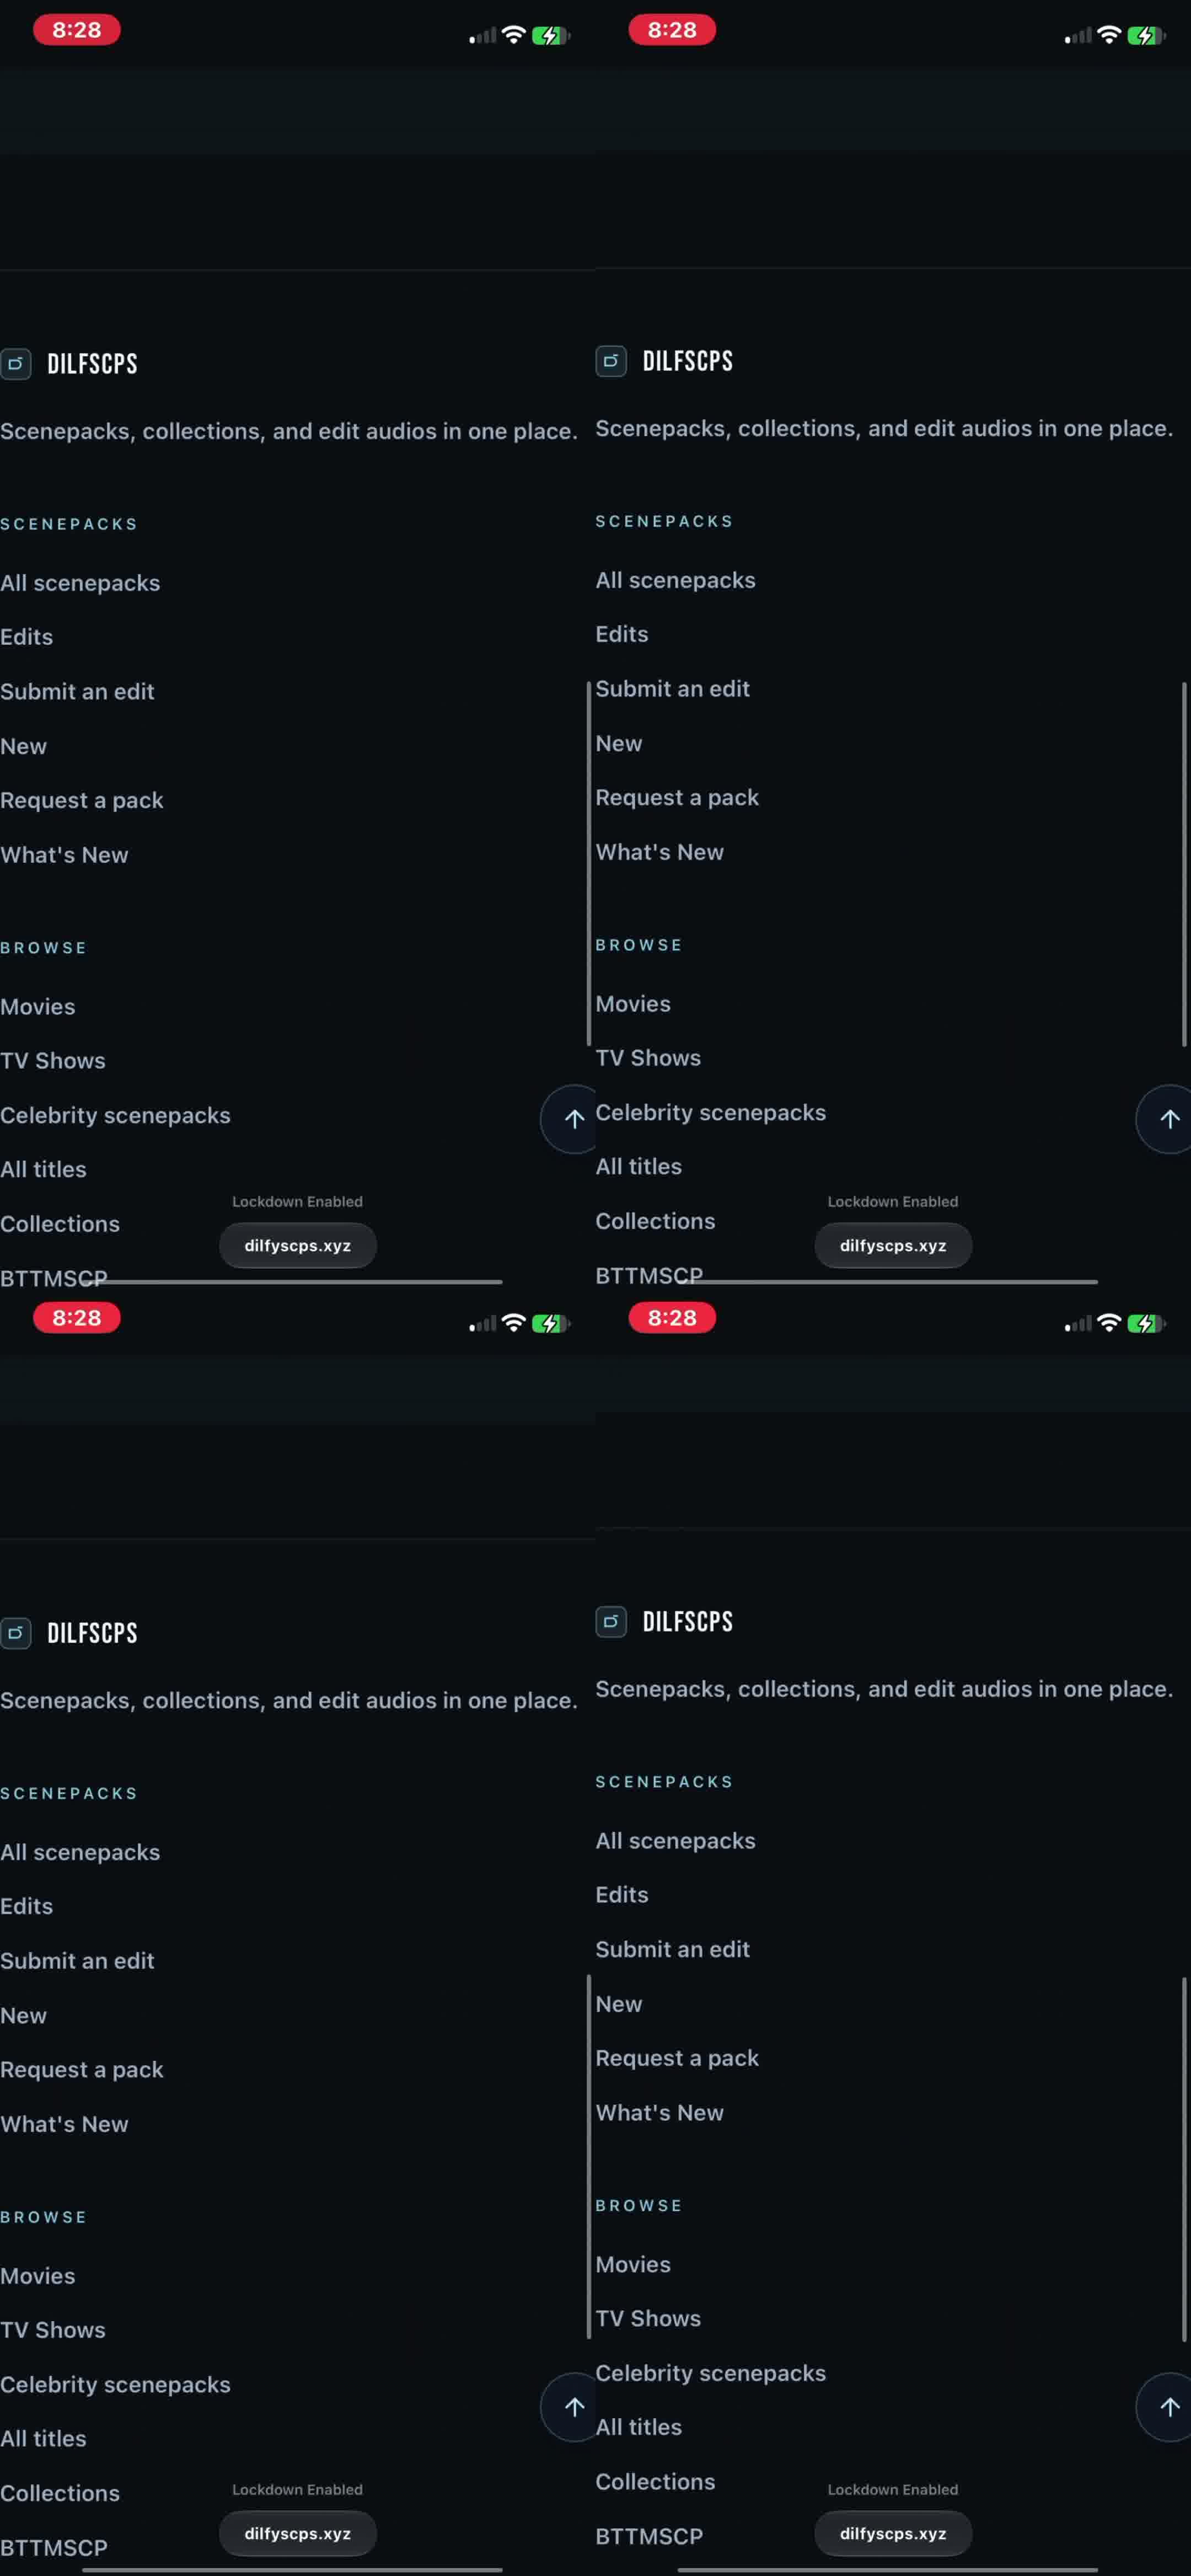 8:28
DILFSCPS
Scenepacks, collections, and edit audios in one place.
SCENEPACKS
All scenepacks
Edits
Submit an edit
New
Request a pack
What's New
BROWSE
Movies
TV Shows
Celebrity scenepacks
All titles
Collections
BTTMSCP
Lockdown Enabled
dilfyscps.xyz
8:28
DILFSCPS
Scenepacks, collections, and edit audios in one place.
SCENEPACKS
All scenepacks
Edits
Submit an edit
New
Request a pack
What's New
BROWSE
Movies
TV Shows
Celebrity scenepacks
All titles
Collections
BTTMSCP
Lockdown Enabled
dilfyscps.xyz
8:28
DILFSCPS
Scenepacks, collections, and edit audios in one place.
SCENEPACKS
All scenepacks
Edits
Submit an edit
New
Request a pack
What's New
BROWSE
Movies
TV Shows
Celebrity scenepacks
All titles
Collections
BTTMSCP
Lockdown Enabled
dilfyscps.xyz
8:28
DILFSCPS
Scenepacks, collections, and edit audios in one place.
SCENEPACKS
All scenepacks
Edits
Submit an edit
New
Request a pack
What's New
BROWSE
Movies
TV Shows
Celebrity scenepacks
All titles
Collections
BTTMSCP
Lockdown Enabled
dilfyscps.xyz